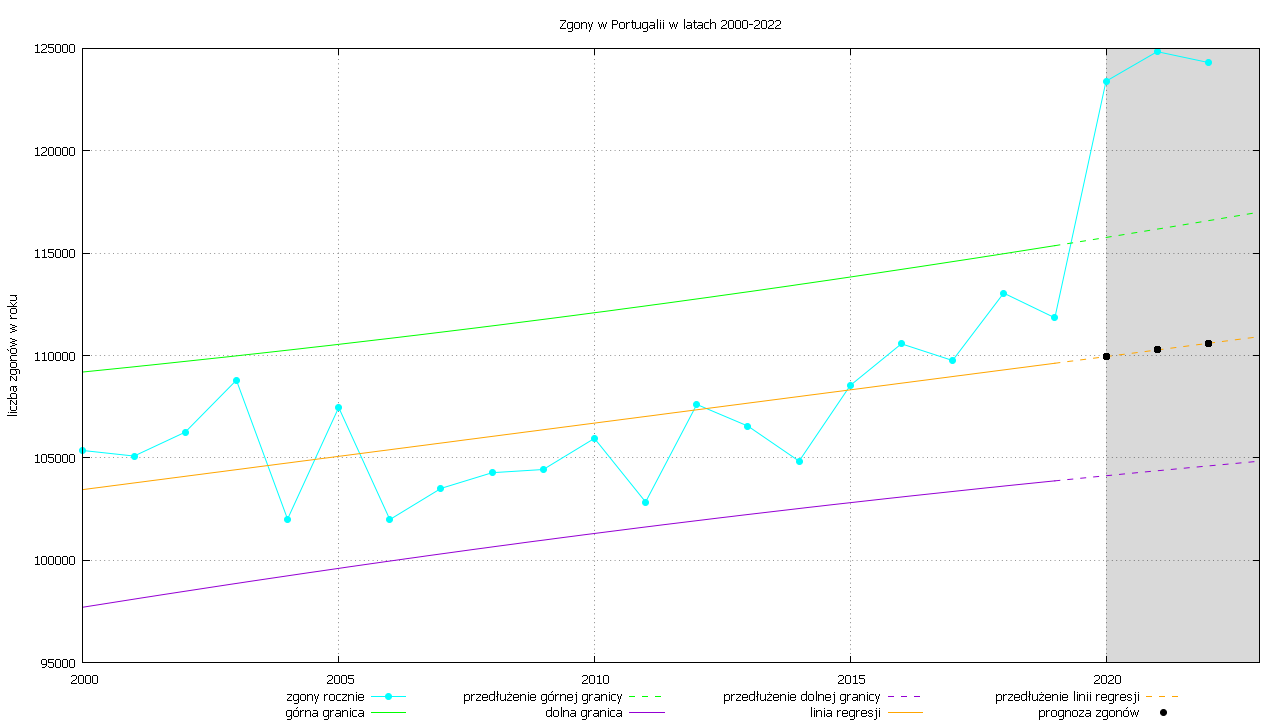 Zgony w Portugalii w latach 2000-2022
125000
120000
115000
110000
105000
100000
95000
liczba zgonów w roku
2000 2005 2010 2015 2020
zgony rocznie przedłużenie górnej granicy przedłużenie dolnej granicy przedłużenie linii regresji
górna granica dolna granica linia regresji prognoza zgonów